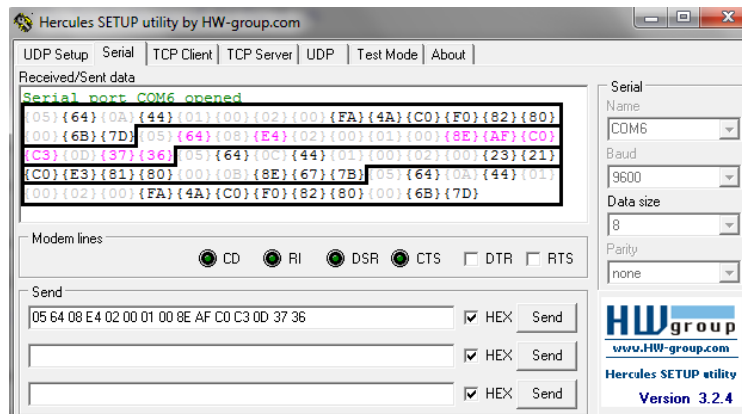 Hercules SETUP utility by HW-group.com
UDP Setup Serial TCP Client TCP Server UDP Test Mode About
Received/Sent data
Serial port COM6 opened
{05}{64}{0A}{44}{01}{00}{02}{00}{FA}{4A}{C0}{F0}{82}{80}
{00}{6B}{7D}{05}{64}{08}{E4}{02}{00}{01}{00}{8E}{AF}{C0}
{C3}{0D}{37}{36}{05}{64}{0C}{44}{01}{00}{02}{00}{23}{21}
{C0}{E3}{81}{80}{00}{0B}{8E}{67}{7B}{05}{64}{0A}{44}{01}
{00}{02}{00}{FA}{4A}{C0}{F0}{82}{80}{00}{6B}{7D}
Serial
Name
COM6
Baud
9600
Data size
8
Parity
none
Modem lines
CD RI DSR CTS DTR RTS
Send
05 64 08 E4 02 00 01 00 8E AF C0 C3 0D 37 36 HEX Send
HEX Send
HEX Send
HW group
www.HW-group.com
Hercules SETUP utility
Version 3.2.4